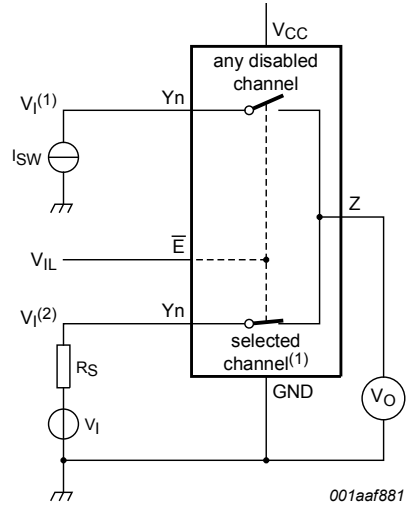 VCC
any disabled
channel
VI(1)
Yn
ISW
Z
E
VIL
VI(2)
Yn
selected
channel(1)
RS
GND
VO
VI
001aaf881